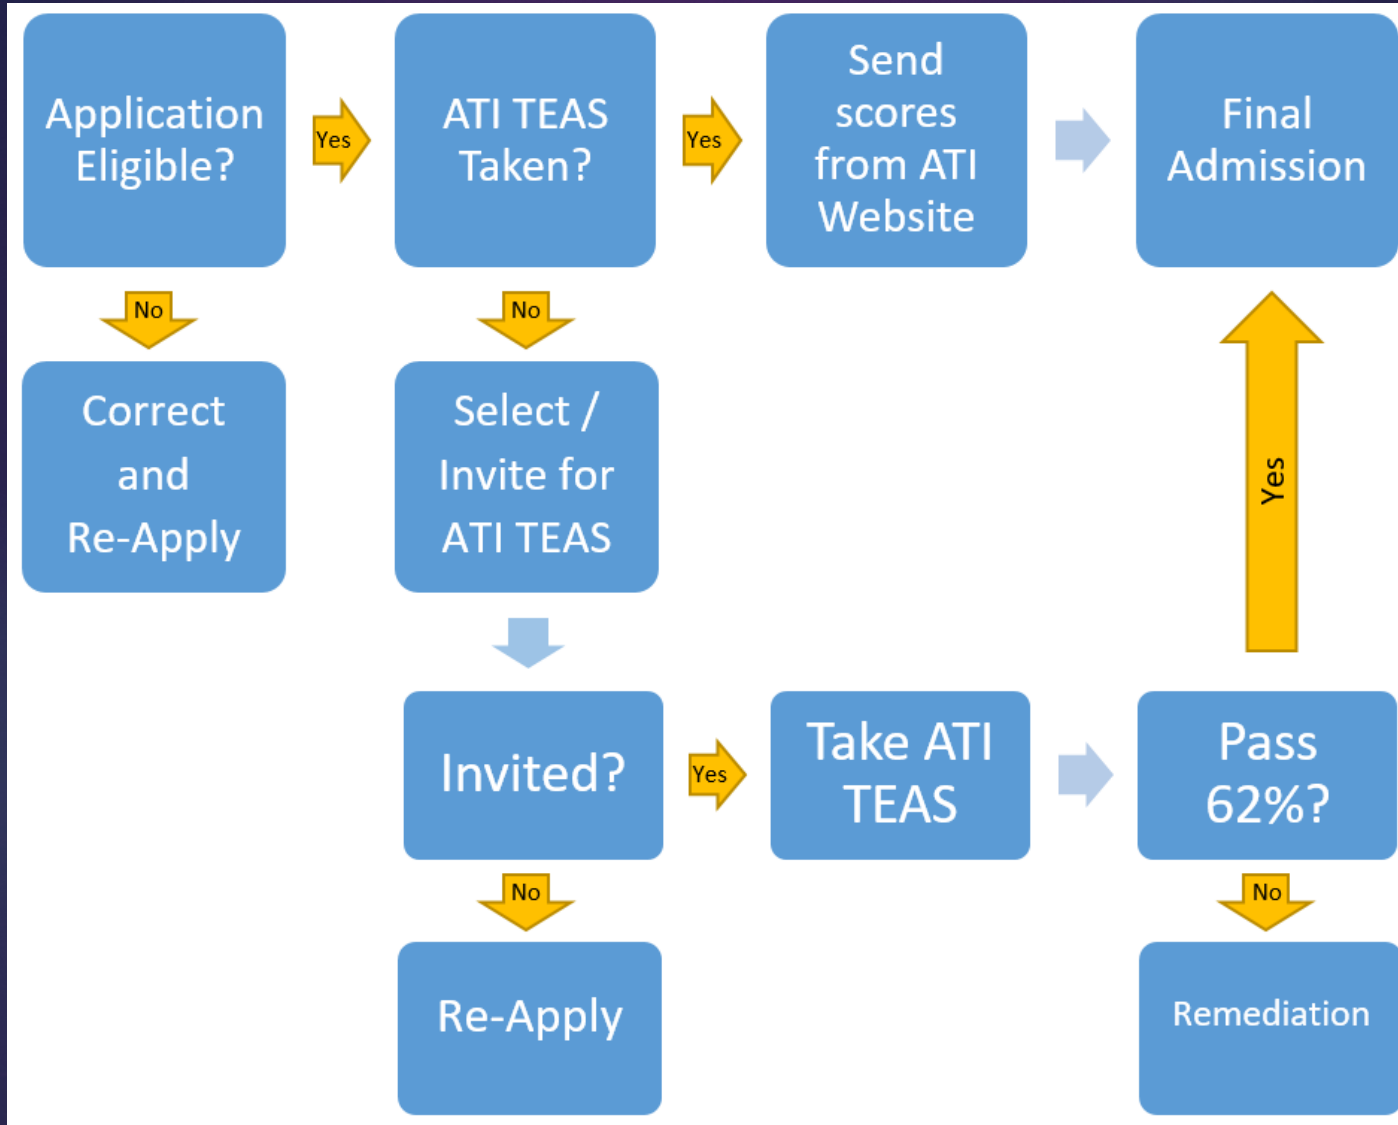 Application
Eligible?
Yes
ATI TEAS
Taken?
Yes
Send
scores
from ATI
Website
Final
Admission
No
No
Correct
and
Re-Apply
Select /
Invite for
ATI TEAS
Yes
Invited?
Yes
Take ATI
TEAS
Pass
62%?
No
No
Re-Apply
Remediation